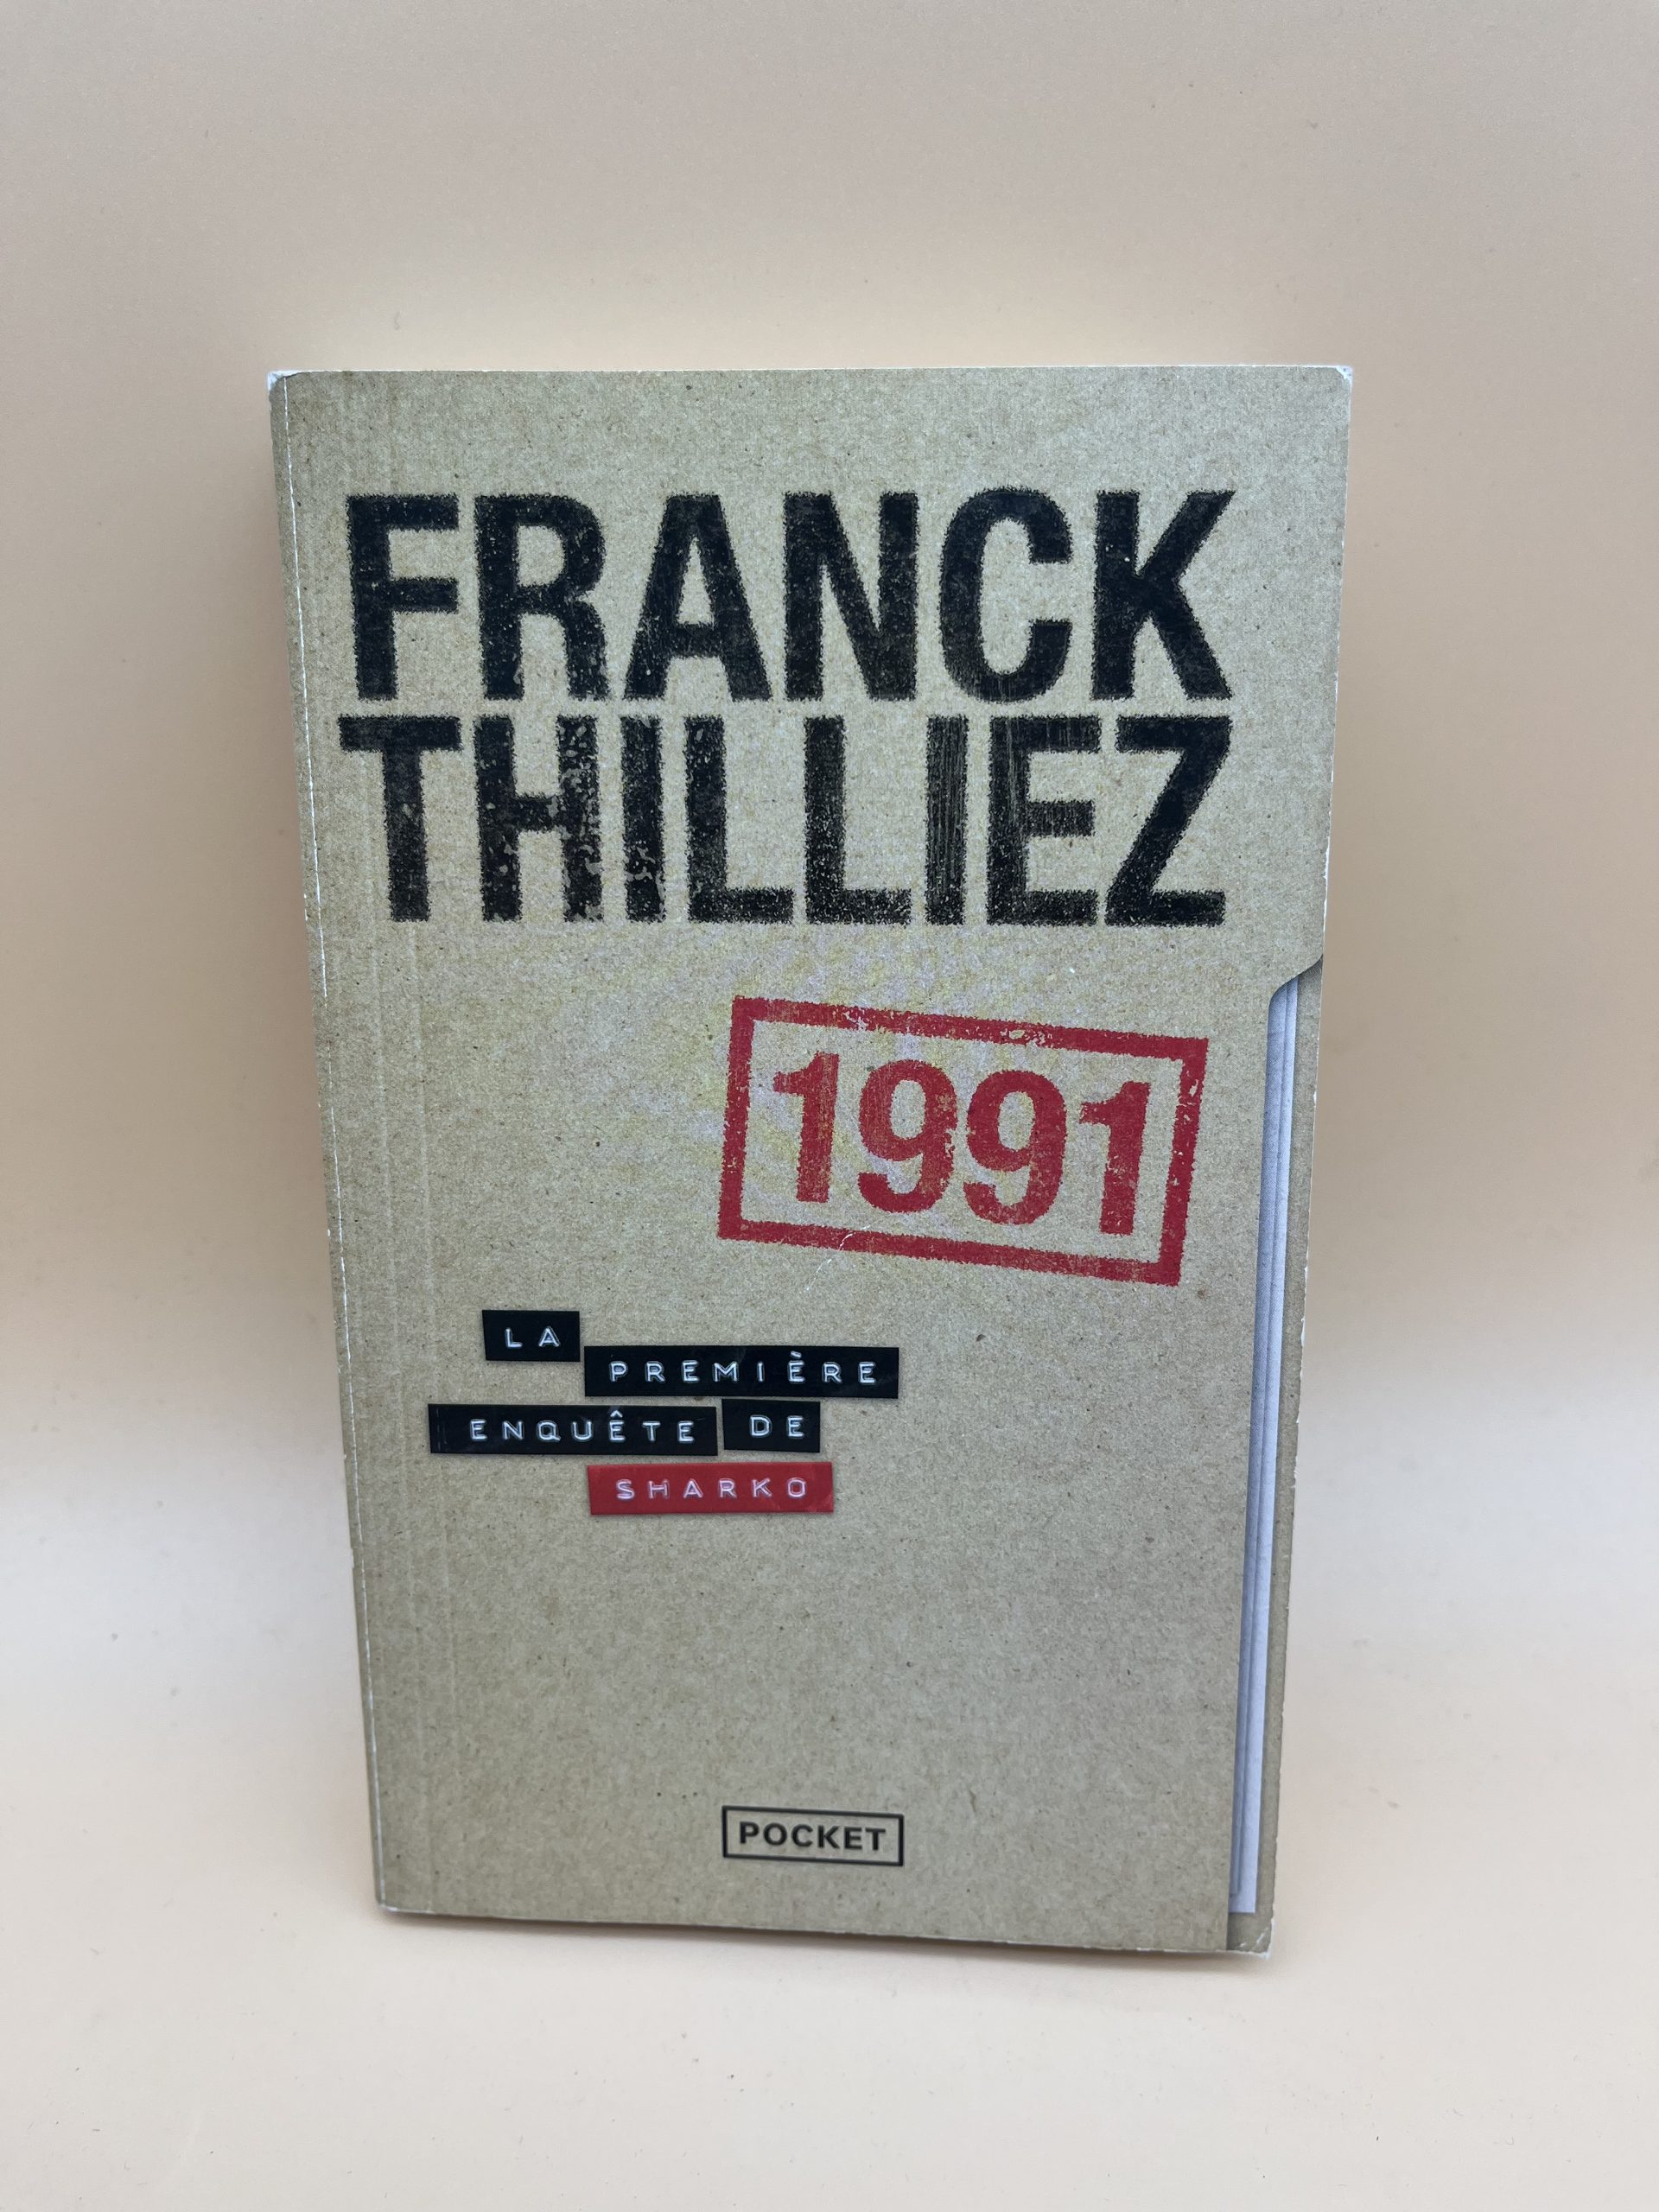 FRANCK
THILLIEZ
1991
LA
PREMIÈRE
ENQUÊTE DE
SHARKO
POCKET